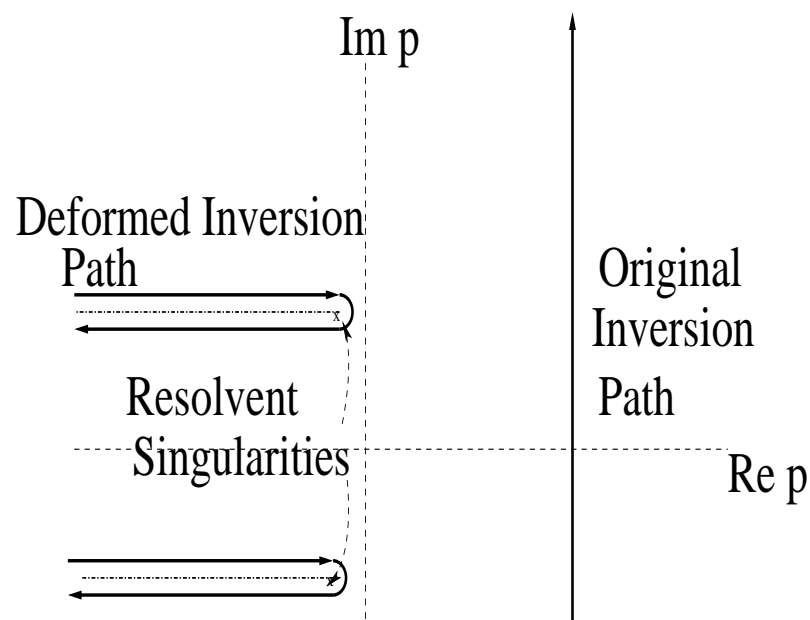 Im p
Deformed Inversion
Path
Original
Inversion
Path
x
Resolvent
Singularities
Re p
x